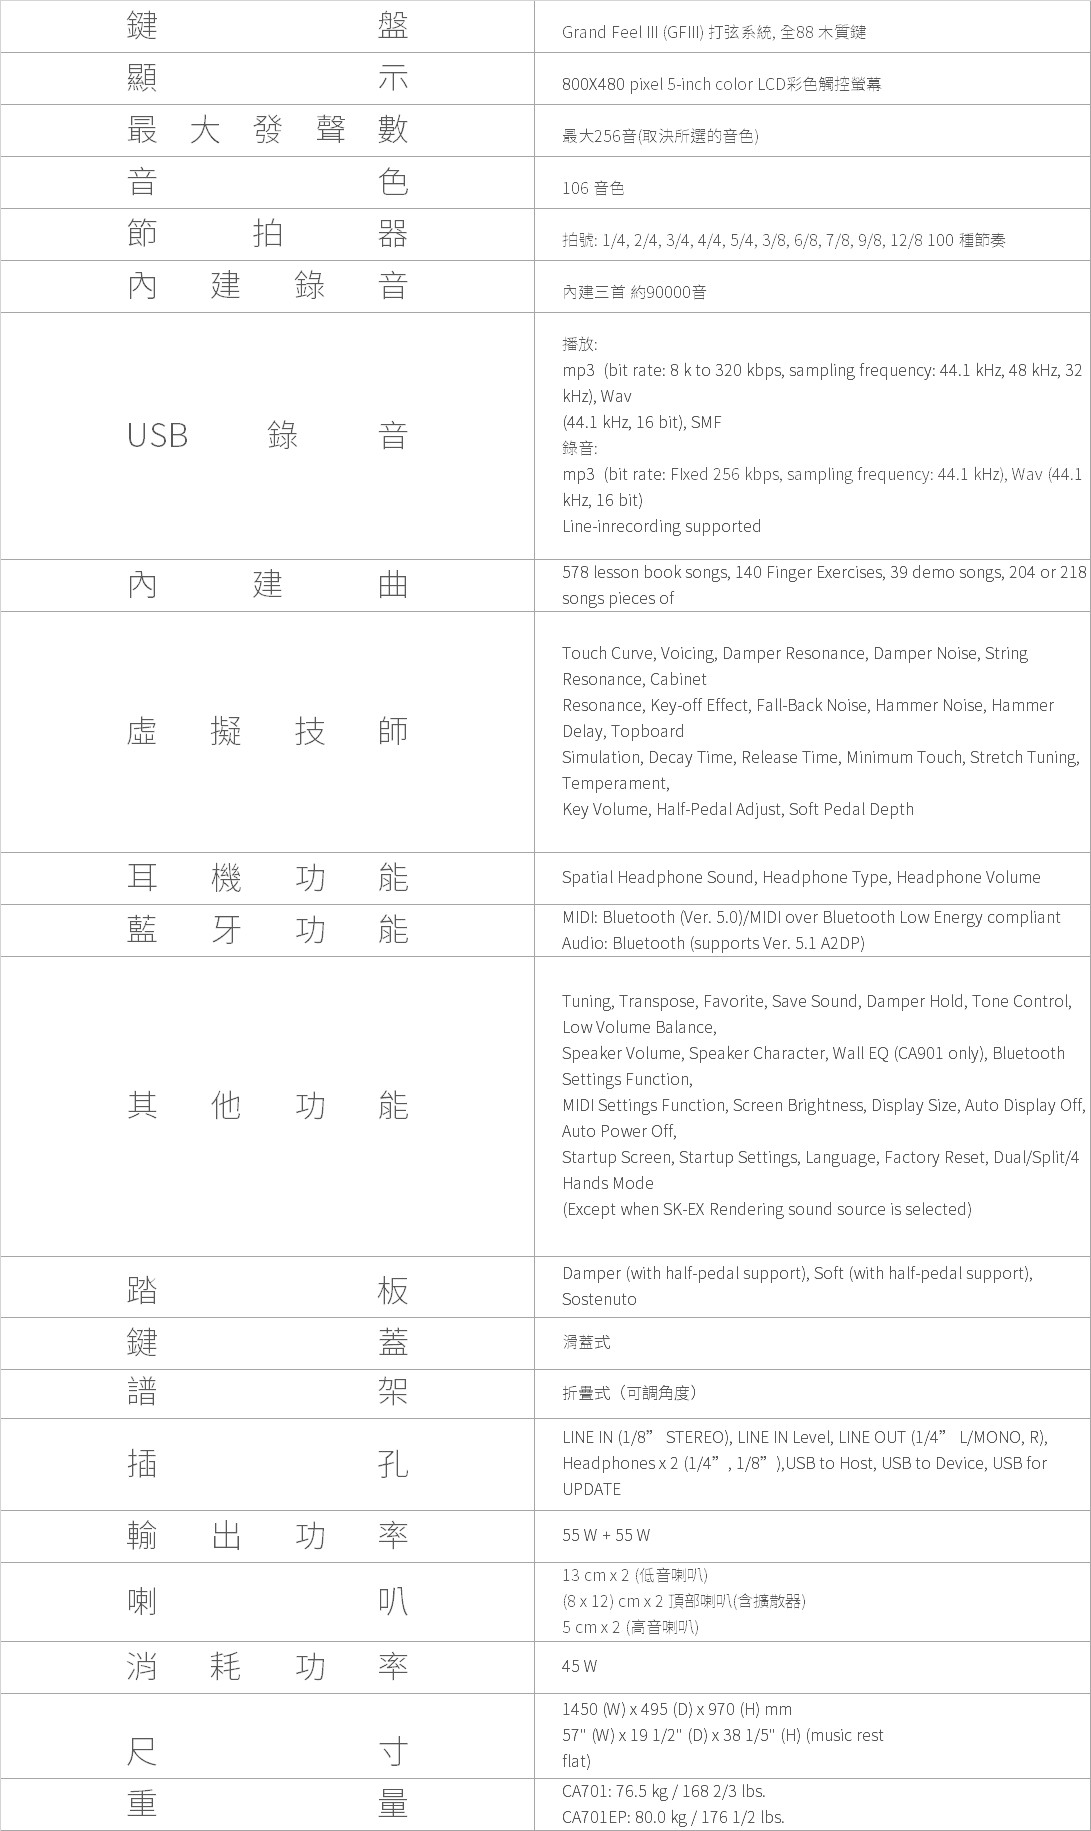 鍵盤
Grand Feel III (GFIII) 打弦系統, 全88 木質鍵
顯示
800X480 pixel 5-inch color LCD彩色觸控螢幕
最大發聲數
最大256音(取決所選的音色)
音色
106 音色
節拍器
拍號: 1/4, 2/4, 3/4, 4/4, 5/4, 3/8, 6/8, 7/8, 9/8, 12/8 100 種節奏
內建錄音
內建三首 約90000音
USB錄音
播放:
mp3 (bit rate: 8 k to 320 kbps, sampling frequency: 44.1 kHz, 48 kHz, 32
kHz), Wav
(44.1 kHz, 16 bit), SMF
錄音:
mp3 (bit rate: FIxed 256 kbps, sampling frequency: 44.1 kHz), Wav (44.1
kHz, 16 bit)
Line-inrecording supported
內建曲
578 lesson book songs, 140 Finger Exercises, 39 demo songs, 204 or 218
songs pieces of
虛擬技師
Touch Curve, Voicing, Damper Resonance, Damper Noise, String
Resonance, Cabinet
Resonance, Key-off Effect, Fall-Back Noise, Hammer Noise, Hammer
Delay, Topboard
Simulation, Decay Time, Release Time, Minimum Touch, Stretch Tuning,
Temperament,
Key Volume, Half-Pedal Adjust, Soft Pedal Depth
耳機功能
Spatial Headphone Sound, Headphone Type, Headphone Volume
藍牙功能
MIDI: Bluetooth (Ver. 5.0)/MIDI over Bluetooth Low Energy compliant
Audio: Bluetooth (supports Ver. 5.1 A2DP)
其他功能
Tuning, Transpose, Favorite, Save Sound, Damper Hold, Tone Control,
Low Volume Balance,
Speaker Volume, Speaker Character, Wall EQ (CA901 only), Bluetooth
Settings Function,
MIDI Settings Function, Screen Brightness, Display Size, Auto Display Off,
Auto Power Off,
Startup Screen, Startup Settings, Language, Factory Reset, Dual/Split/4
Hands Mode
(Except when SK-EX Rendering sound source is selected)
踏板
Damper (with half-pedal support), Soft (with half-pedal support),
Sostenuto
鍵蓋
滑蓋式
譜架
折疊式（可調角度）
插孔
LINE IN (1/8” STEREO), LINE IN Level, LINE OUT (1/4” L/MONO, R),
Headphones x 2 (1/4”, 1/8”),USB to Host, USB to Device, USB for
UPDATE
輸出功率
55 W + 55 W
喇叭
13 cm x 2 (低音喇叭)
(8 x 12) cm x 2 頂部喇叭(含擴散器)
5 cm x 2 (高音喇叭)
消耗功率
45 W
尺寸
1450 (W) x 495 (D) x 970 (H) mm
57" (W) x 19 1/2" (D) x 38 1/5" (H) (music rest
flat)
重量
CA701: 76.5 kg / 168 2/3 lbs.
CA701EP: 80.0 kg / 176 1/2 lbs.